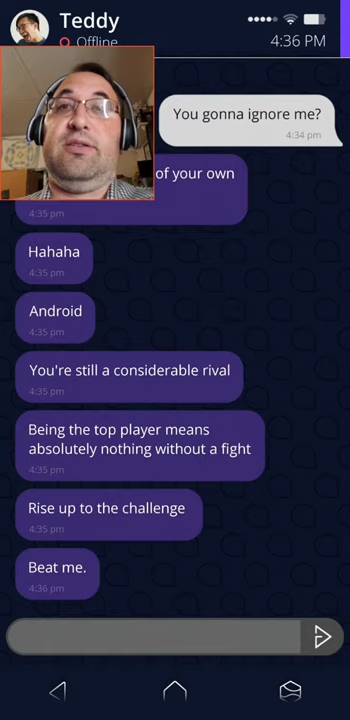 Teddy
Offline
4:36 PM
You gonna ignore me?
4:34 pm
of your own
4:35 pm
Hahaha
4:35 pm
Android
4:35 pm
You're still a considerable rival
4:35 pm
Being the top player means
absolutely nothing without a fight
4:35 pm
Rise up to the challenge
4:35 pm
Beat me.
4:36 pm